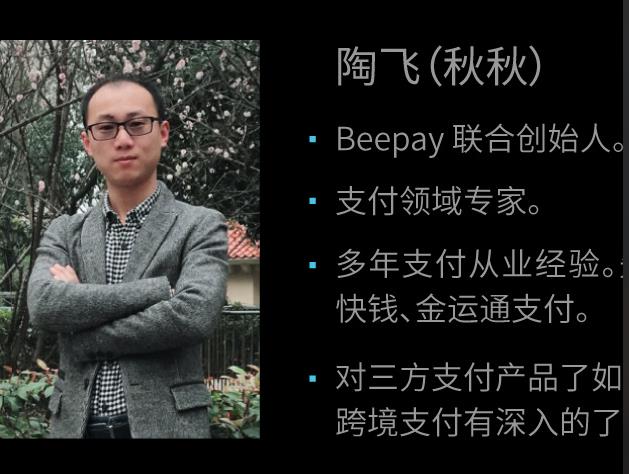 陶飞(秋秋)
Beepay 联合创始人。
支付领域专家。
多年支付从业经验。
快钱、金运通支付。
对三方支付产品了如
跨境支付有深入的了